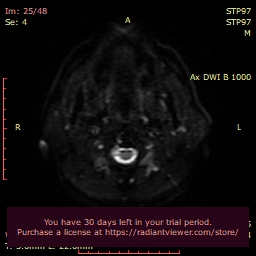 Im: 25/48
Se: 4
A
STP97
STP97
M
Ax DWI B 1000
R
L
You have 30 days left in your trial period.
Purchase a license at https://radiantviewer.com/store/